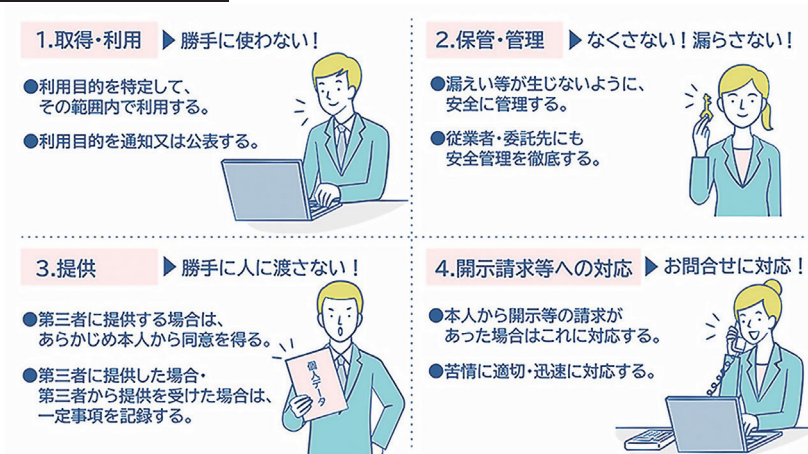 1.取得・利用 ▶勝手に使わない！
●利用目的を特定して、
その範囲内で利用する。
●利用目的を通知又は公表する。
2.保管・管理 ▶なくさない！漏らさない！
●漏えい等が生じないように、
安全に管理する。
●従業者・委託先にも
安全管理を徹底する。
3.提供 ▶勝手に人に渡さない！
●第三者に提供する場合は、
あらかじめ本人から同意を得る。
●第三者に提供した場合・
第三者から提供を受けた場合は、
一定事項を記録する。
個人データ
4.開示請求等への対応 ▶お問合せに対応！
●本人から開示等の請求が
あった場合はこれに対応する。
●苦情に適切・迅速に対応する。